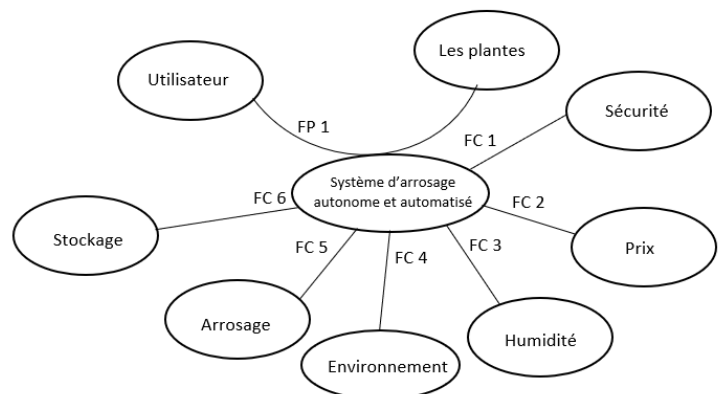 Les plantes
Utilisateur
Sécurité
FP 1
FC 1
Système d’arrosage
autonome et automatisé
FC 6
FC 2
Stockage
FC 5
FC 4
FC 3
Prix
Arrosage
Humidité
Environnement